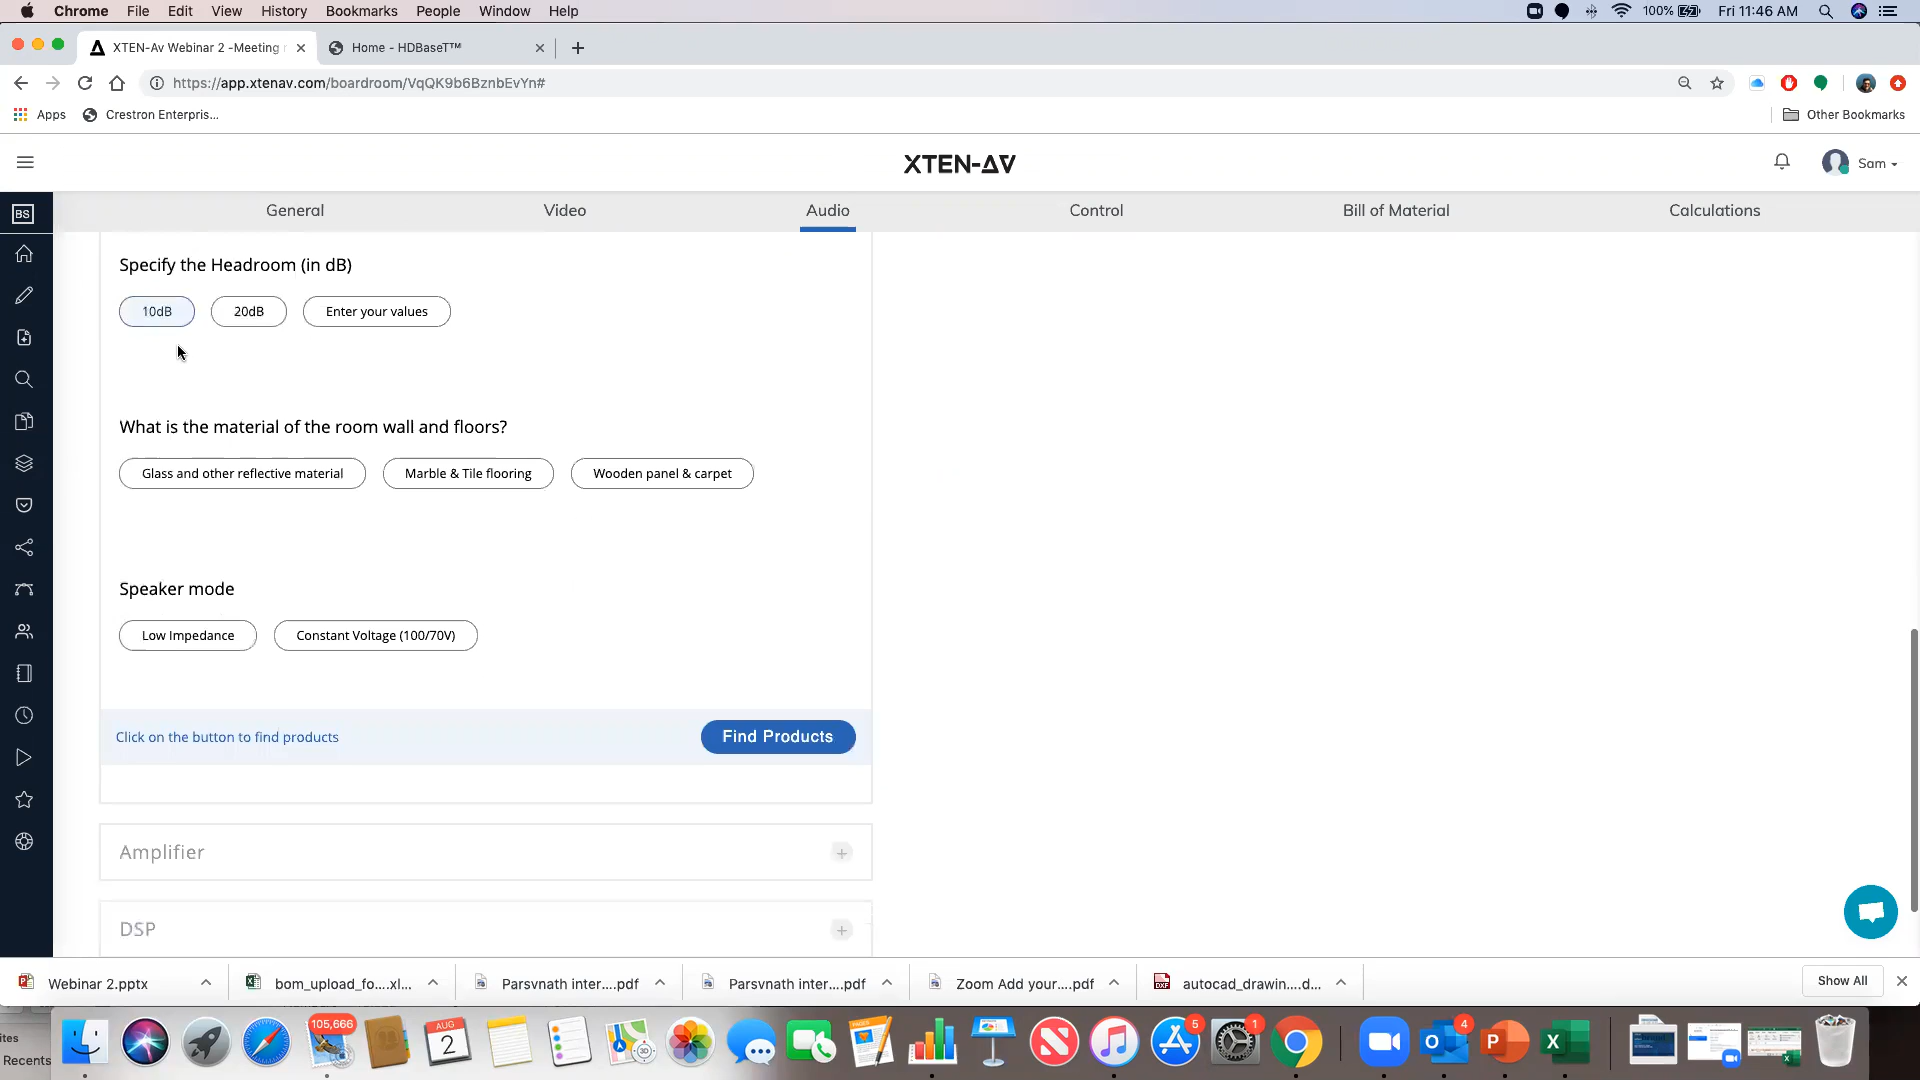 Chrome File Edit View History Bookmarks People Window Help 100% Fri 11:46 AM
XTEN-Av Webinar 2 -Meeting Home - HDBaseT™
https://app.xtenav.com/boardroom/VqQK9b6BznbEvYn#
Apps Crestron Enterpris... Other Bookmarks
XTEN-AV Sam
BS General Video Audio Control Bill of Material Calculations
Specify the Headroom (in dB)
10dB 20dB Enter your values
What is the material of the room wall and floors?
Glass and other reflective material Marble & Tile flooring Wooden panel & carpet
Speaker mode
Low Impedance Constant Voltage (100/70V)
Click on the button to find products Find Products
Amplifier +
DSP +
Webinar 2.pptx bom_upload_fo....xl... Parsvnath inter....pdf Parsvnath inter....pdf Zoom Add your....pdf autocad_drawin....d... Show All
105,666 AUG 2 5 1 4
ites
Recents